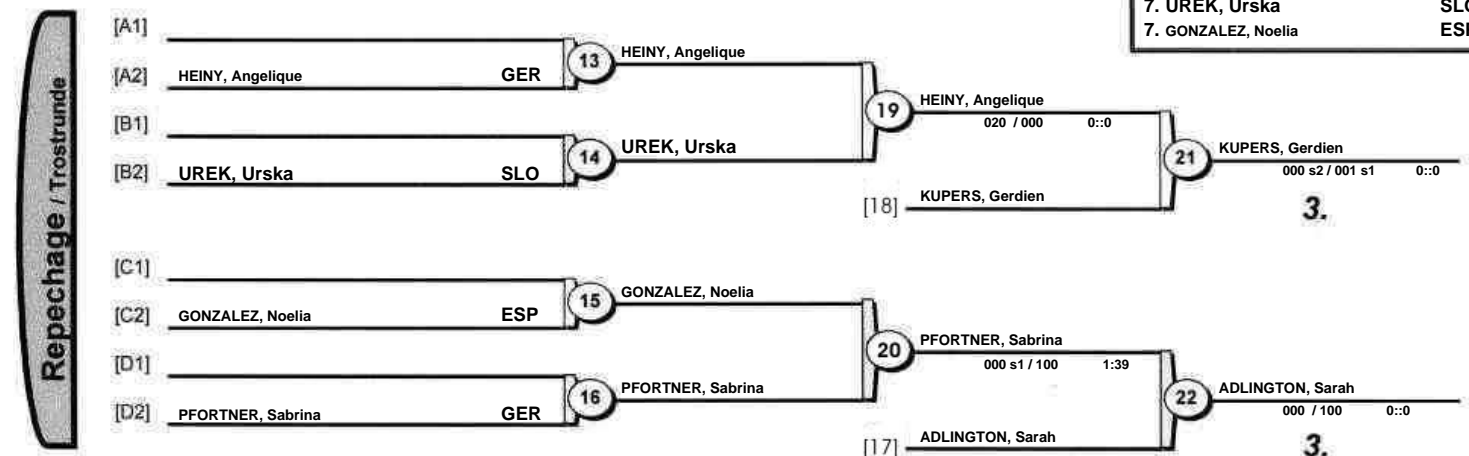 7. UREK, Urska SLO
7. GONZALEZ, Noelia ESP
Repechage / Trostrunde
[A1]
[A2] HEINY, Angelique GER
13 HEINY, Angelique
[B1]
[B2] UREK, Urska SLO
14 UREK, Urska
19 HEINY, Angelique
020 / 000 0::0
[18] KUPERS, Gerdien
21 KUPERS, Gerdien
000 s2 / 001 s1 0::0
3.
[C1]
[C2] GONZALEZ, Noelia ESP
15 GONZALEZ, Noelia
[D1]
[D2] PFORTNER, Sabrina GER
16 PFORTNER, Sabrina
20 PFORTNER, Sabrina
000 s1 / 100 1:39
[17] ADLINGTON, Sarah
22 ADLINGTON, Sarah
000 / 100 0::0
3.